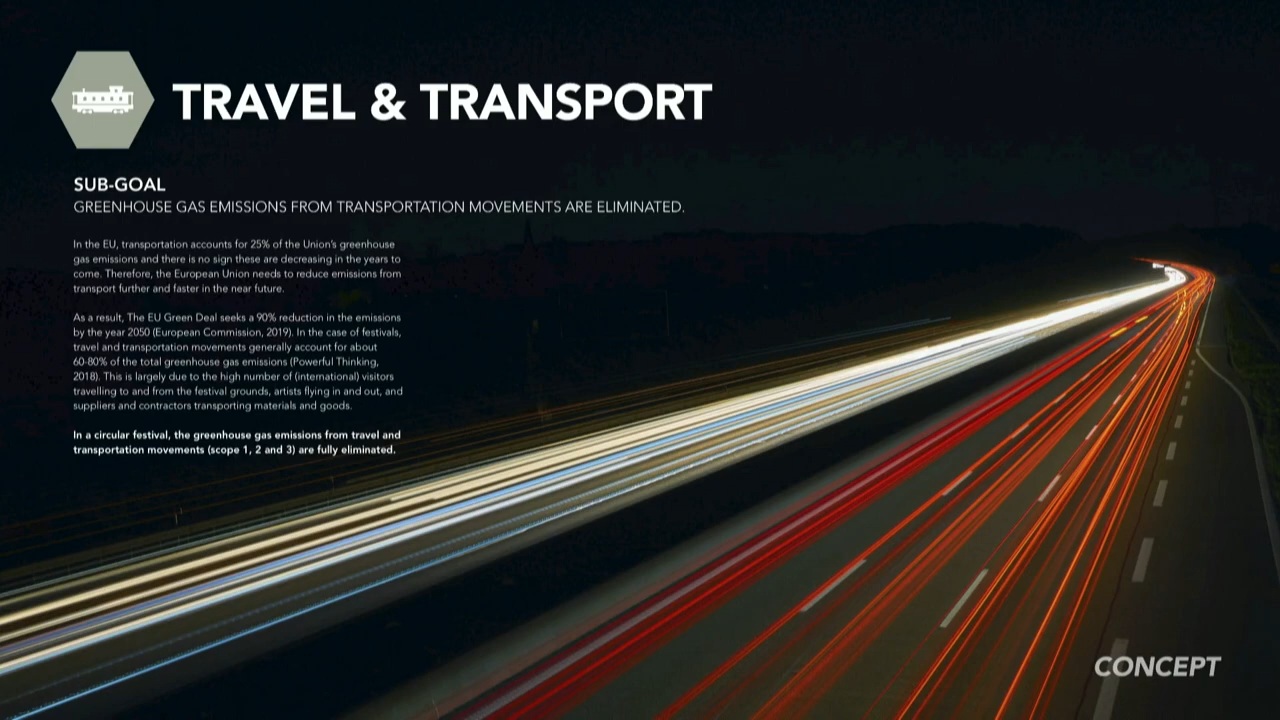 TRAVEL & TRANSPORT
SUB-GOAL
GREENHOUSE GAS EMISSIONS FROM TRANSPORTATION MOVEMENTS ARE ELIMINATED.
In the EU, transportation accounts for 25% of the Union's greenhouse
gas emissions and there is no sign these are decreasing in the years to
come. Therefore, the European Union needs to reduce emissions from
transport further and faster in the near future.
As a result, The EU Green Deal seeks a 90% reduction in the emissions
by the year 2050 (European Commission, 2019). In the case of festivals,
travel and transportation movements generally account for about
60-80% of the total greenhouse gas emissions (Powerful Thinking,
2018). This is largely due to the high number of (international) visitors
travelling to and from the festival grounds, artists flying in and out, and
suppliers and contractors transporting materials and goods.
In a circular festival, the greenhouse gas emissions from travel and
transportation movements (scope 1, 2 and 3) are fully eliminated.
CONCEPT